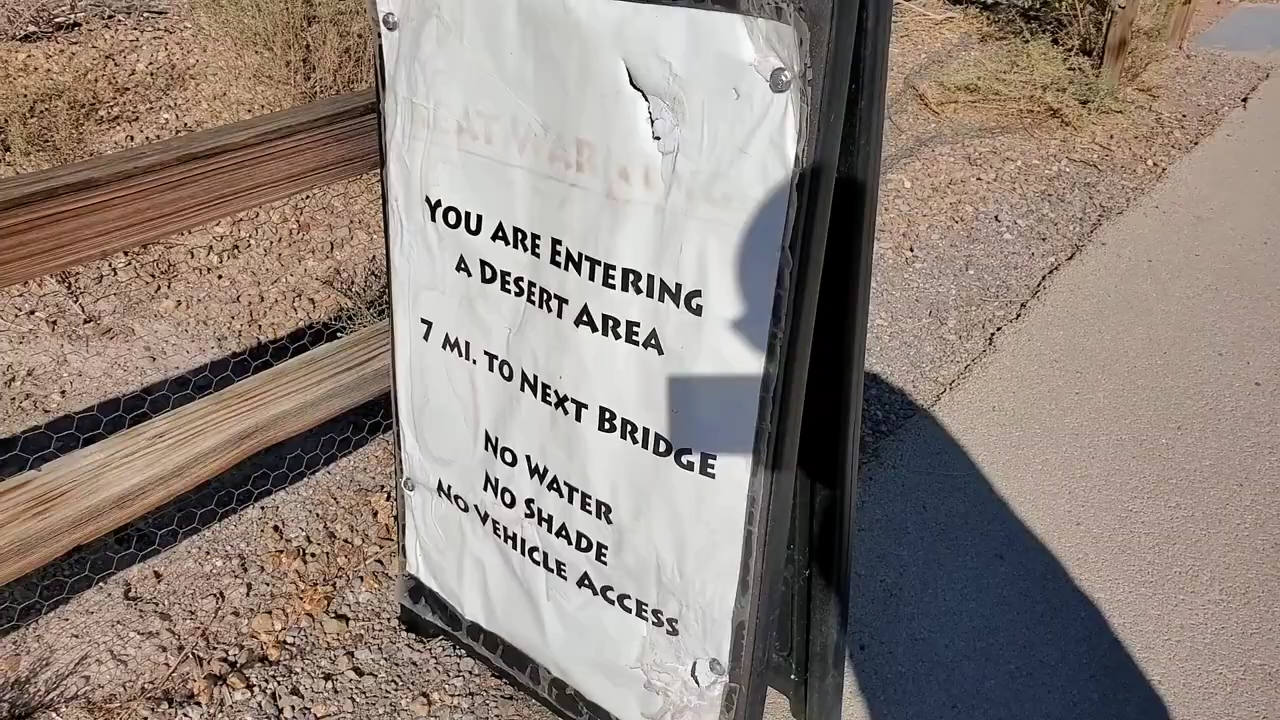 YOU ARE ENTERING
A DESERT AREA
7 MI. TO NEXT BRIDGE
NO WATER
NO SHADE
NO VEHICLE ACCESS